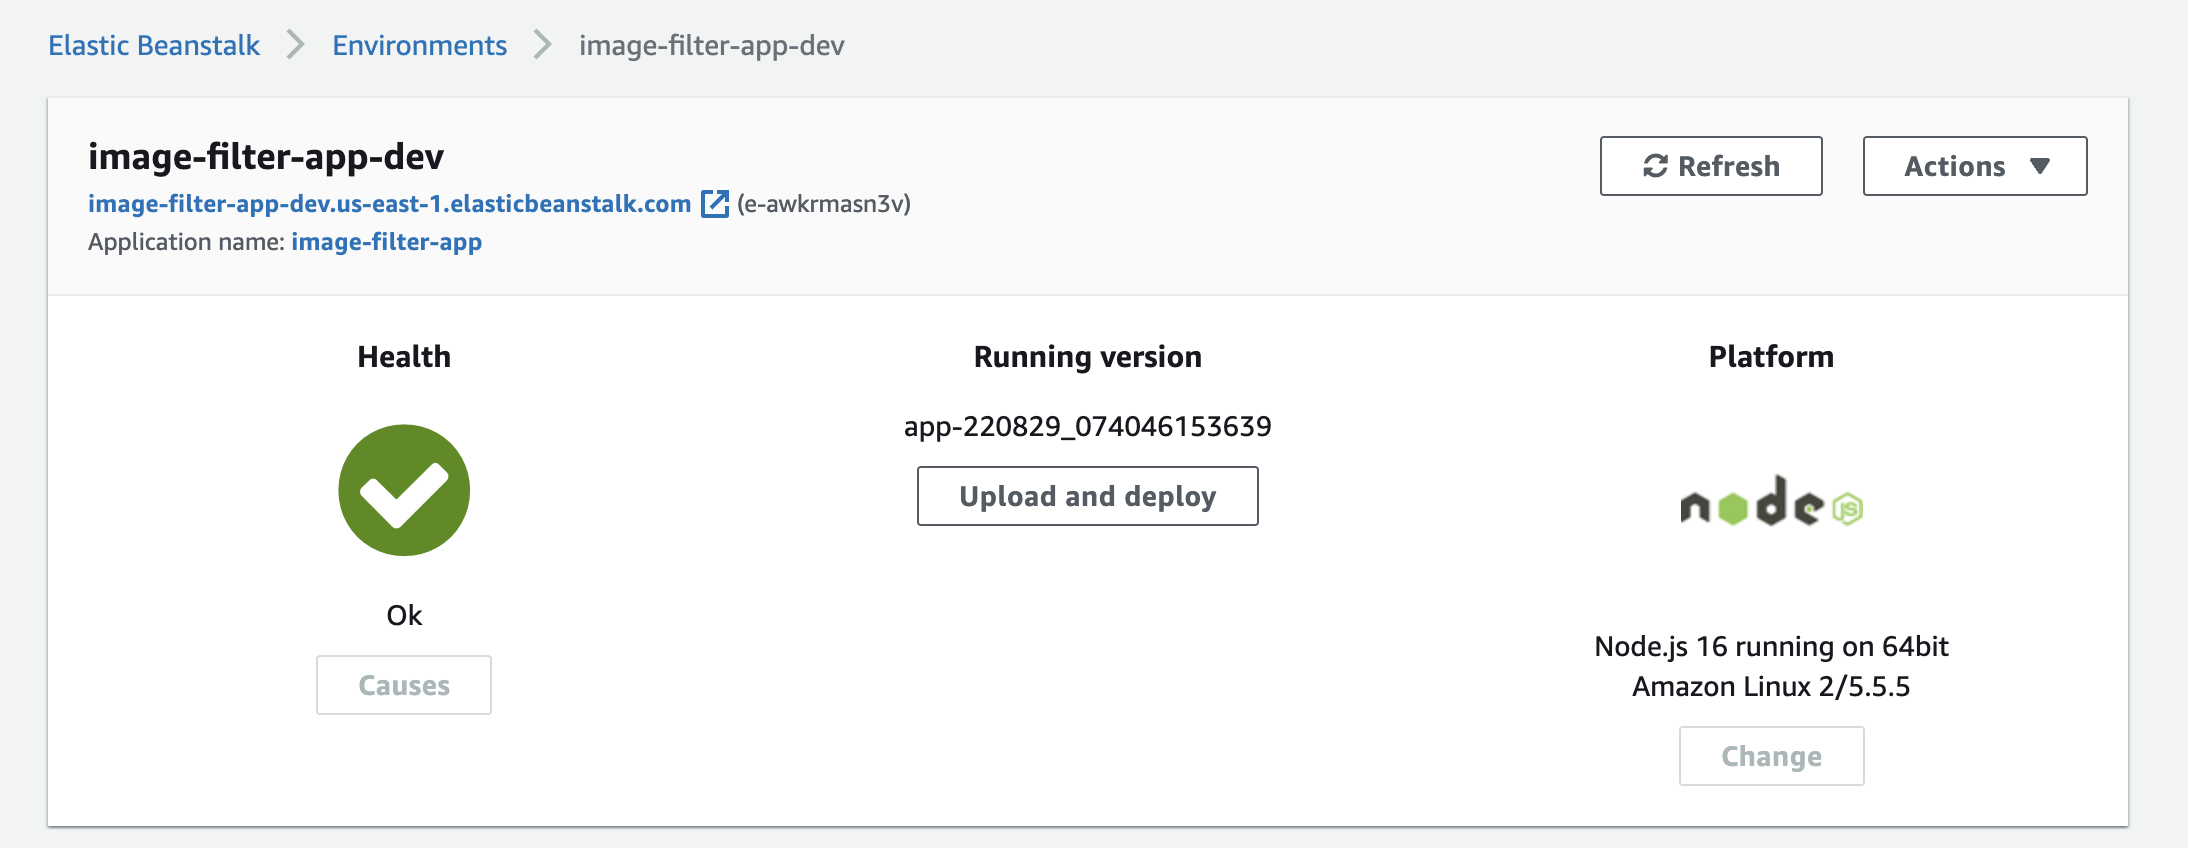 Elastic Beanstalk > Environments > image-filter-app-dev
image-filter-app-dev
Refresh
Actions
image-filter-app-dev.us-east-1.elasticbeanstalk.com (e-awkrmasn3v)
Application name: image-filter-app
Health
Running version
Platform
app-220829_074046153639
Upload and deploy
node JS
Ok
Causes
Node.js 16 running on 64bit
Amazon Linux 2/5.5.5
Change